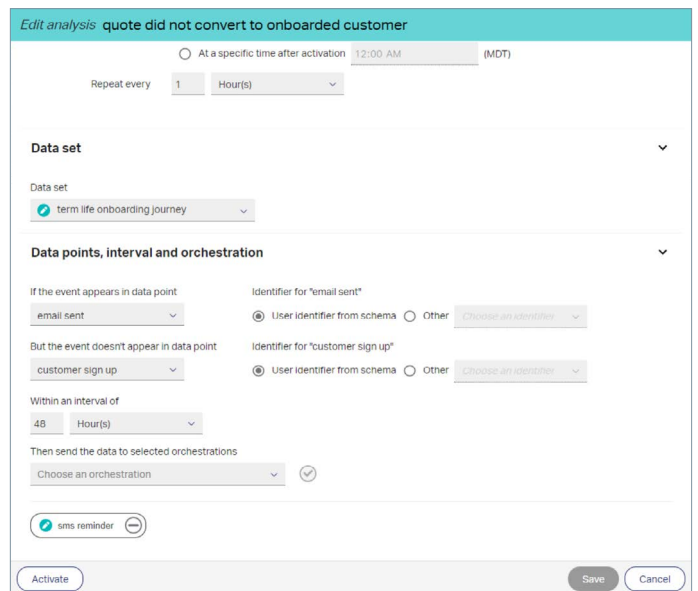 Edit analysis quote did not convert to onboarded customer
At a specific time after activation 12:00 AM (MDT)
Repeat every 1 Hour(s)
Data set
Data set
term life onboarding journey
Data points, interval and orchestration
If the event appears in data point Identifier for "email sent"
email sent User identifier from schema Other Choose an identifier
But the event doesn't appear in data point Identifier for "customer sign up"
customer sign up User identifier from schema Other Choose an identifier
Within an interval of
48 Hour(s)
Then send the data to selected orchestrations
Choose an orchestration
sms reminder
Activate Save Cancel